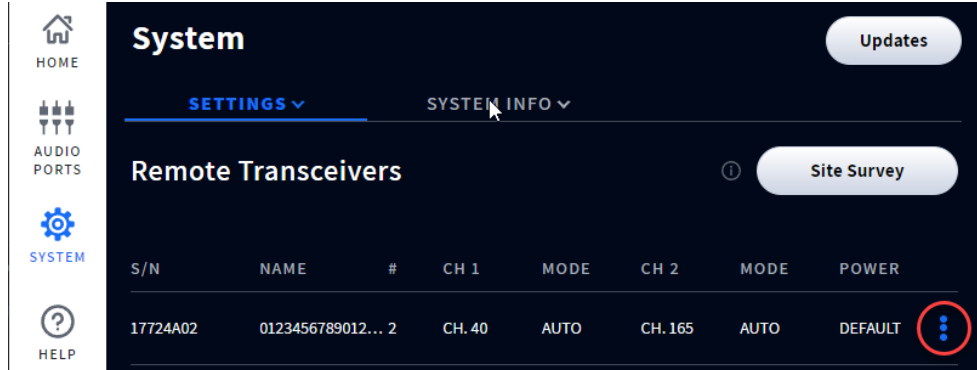 HOME
AUDIO
PORTS
SYSTEM
HELP
System
Updates
SETTINGS
SYSTEM INFO
Remote Transceivers
Site Survey
S/N NAME # CH 1 MODE CH 2 MODE POWER
17724A02 0123456789012... 2 CH. 40 AUTO CH. 165 AUTO DEFAULT